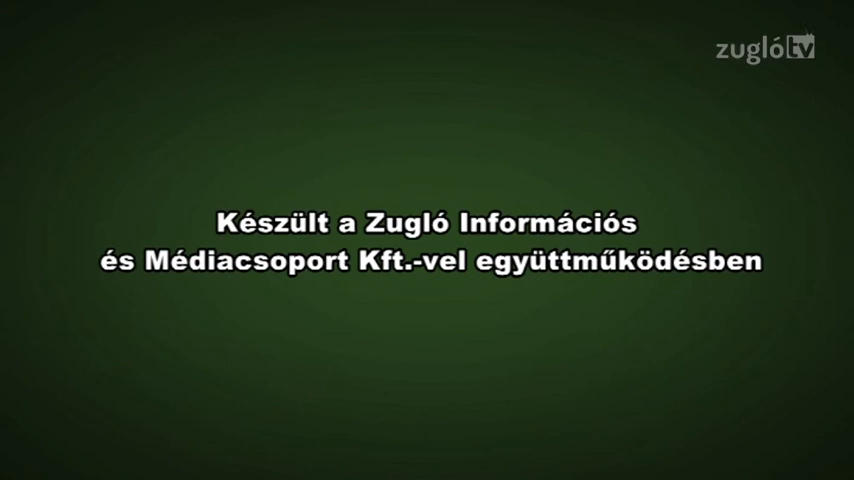 zuglótv
Készült a Zugló Információs
és Médiacsoport Kft.-vel együttműködésben